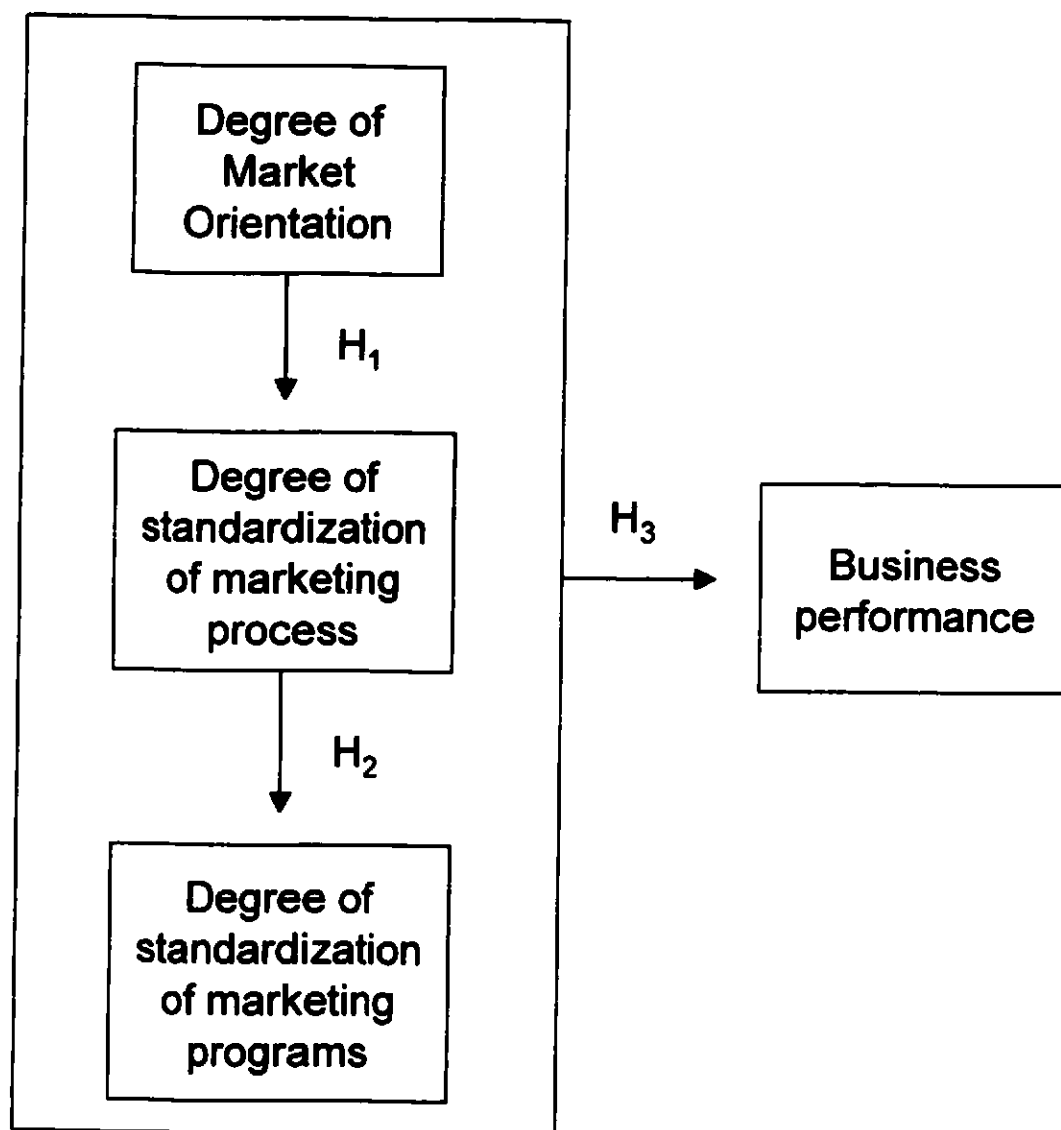 Degree of
Market
Orientation
H₁
Degree of
standardization
of marketing
process
H₂
Degree of
standardization
of marketing
programs
H₃
Business
performance